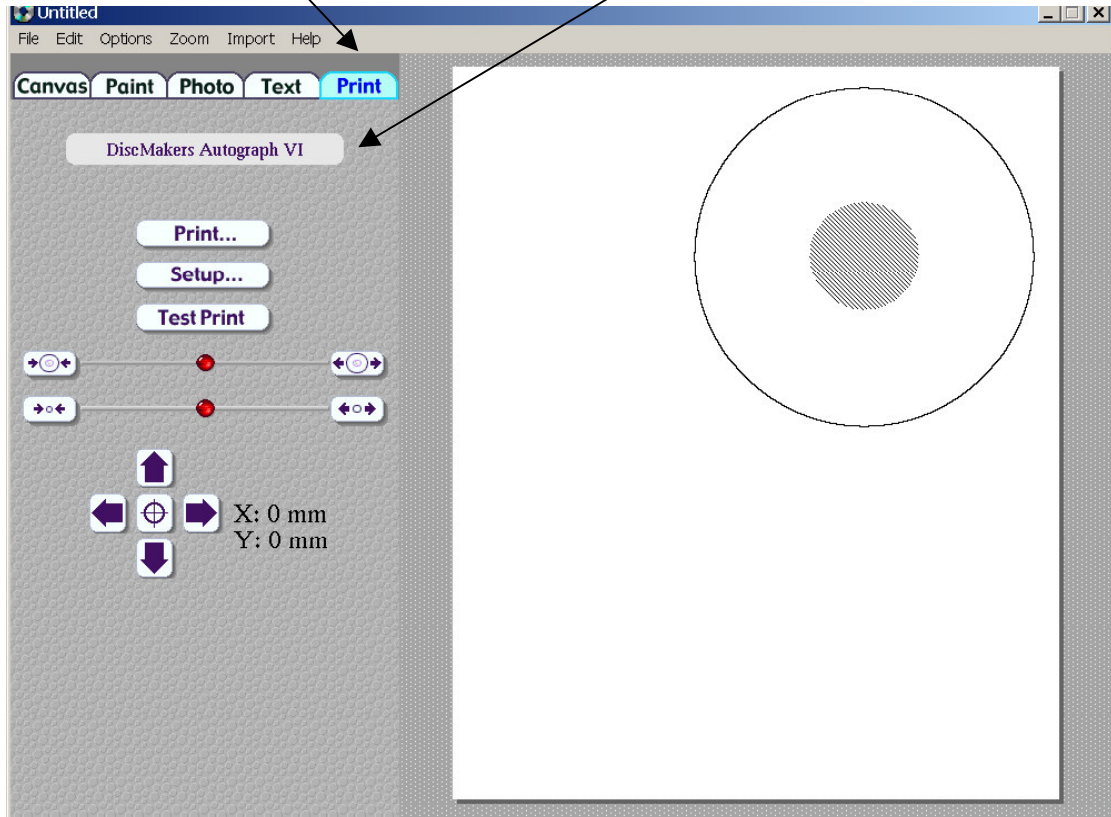 Untitled
File Edit Options Zoom Import Help
Canvas Paint Photo Text Print
DiscMakers Autograph VI
Print...
Setup...
Test Print
X: 0 mm
Y: 0 mm